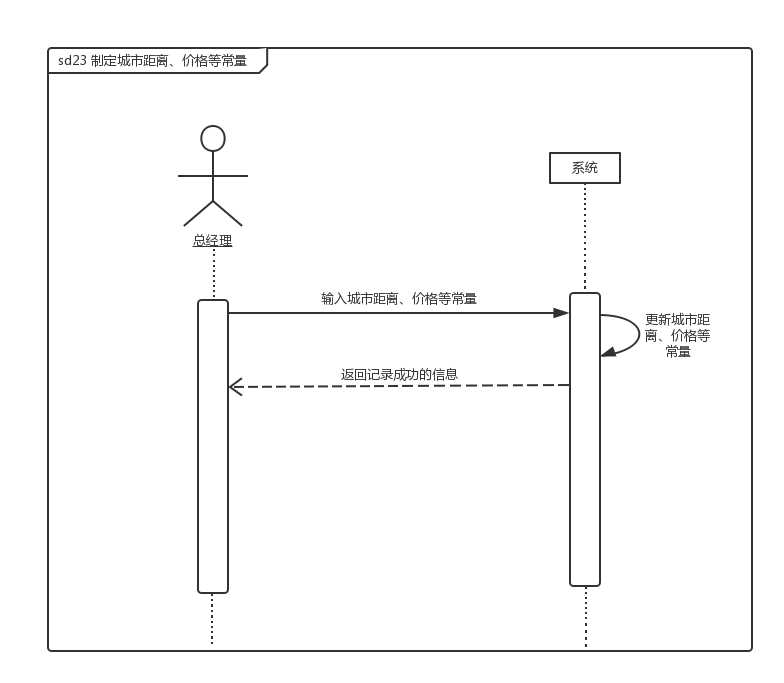 sd23 制定城市距离、价格等常量
系统
总经理
输入城市距离、价格等常量
更新城市距
离、价格等
常量
返回记录成功的信息